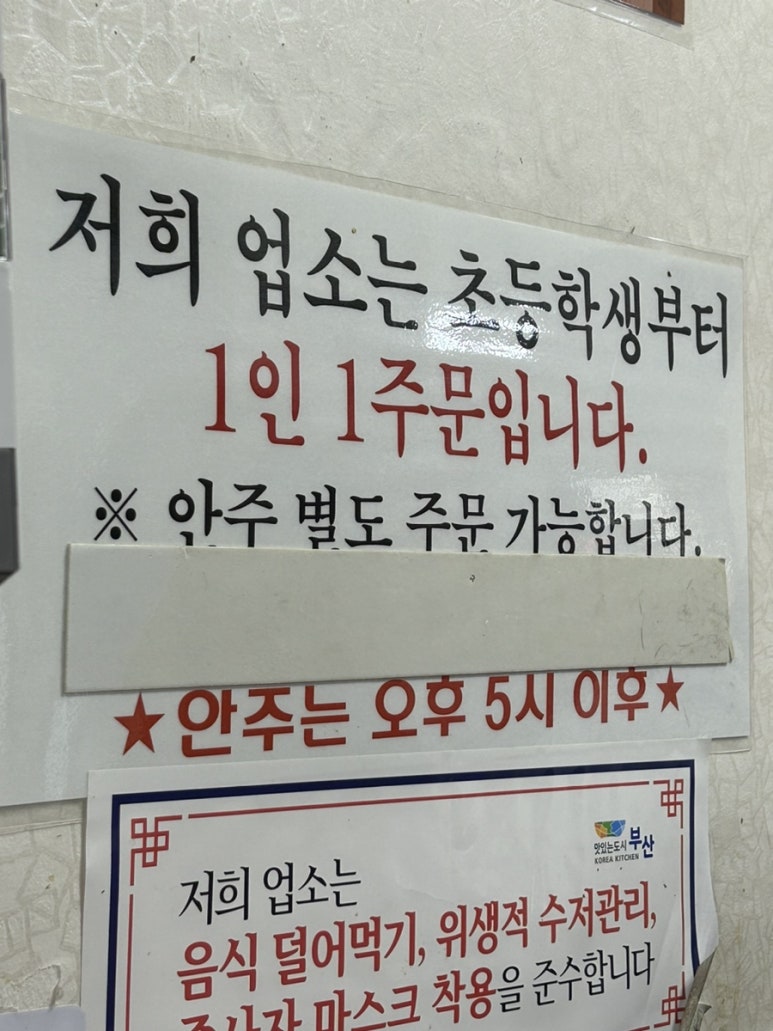 저희 업소는 초등학생부터
1인 1주문입니다.
※ 안주 별도 주문 가능합니다.
★안주는 오후 5시 이후★
맛있는도시 부산
KOREA KITCHEN
저희 업소는
음식 덜어먹기, 위생적 수저관리,
종사자 마스크 착용을 준수합니다